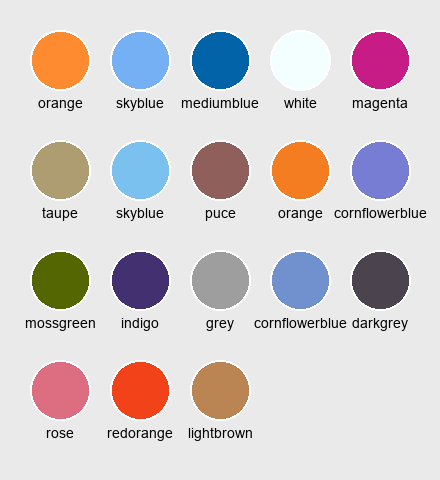 orange skyblue mediumblue white magenta
taupe skyblue puce orange cornflowerblue
mossgreen indigo grey cornflowerblue darkgrey
rose redorange lightbrown